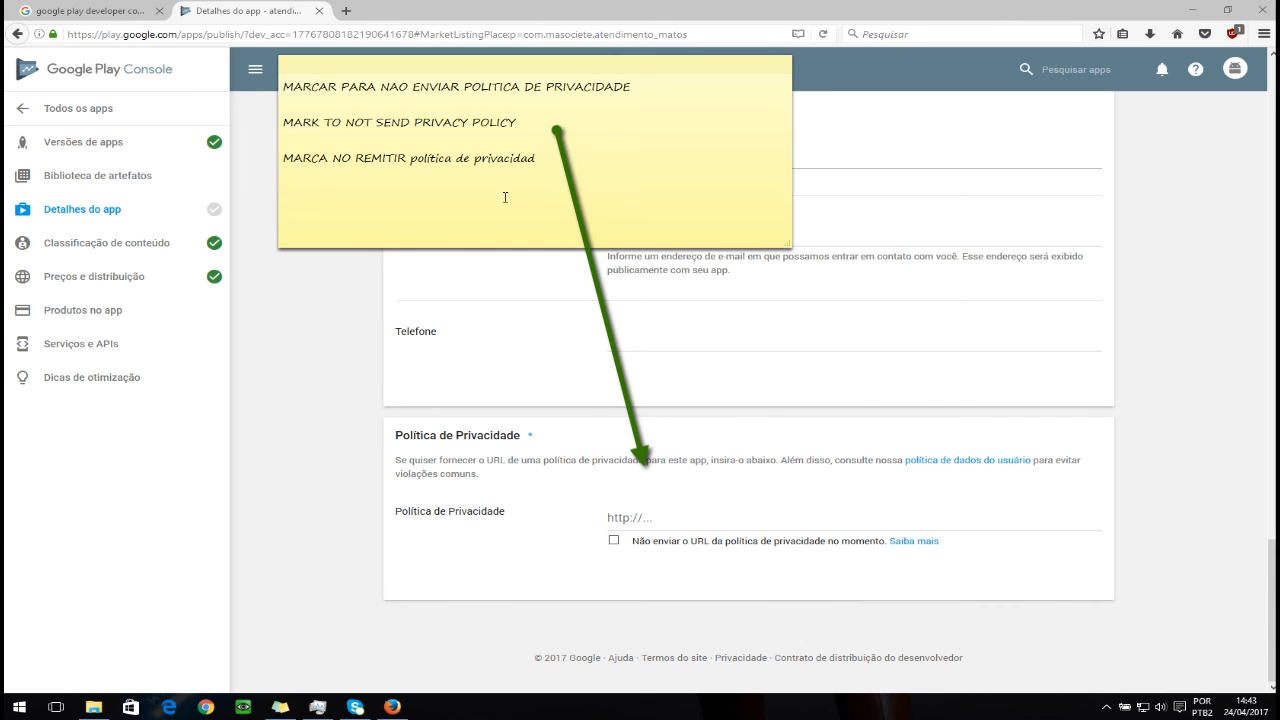 google play developer co...
Detalhes do app - atendi...
https://play.google.com/apps/publish/?dev_acc=17767808182190641678#MarketListingPlace:p=com.masociete.atendimento_matos
Pesquisar
Google Play Console
Pesquisar apps
Todos os apps
Versões de apps
Biblioteca de artefatos
Detalhes do app
Classificação de conteúdo
Preços e distribuição
Produtos no app
Serviços e APIs
Dicas de otimização
MARCAR PARA NAO ENVIAR POLITICA DE PRIVACIDADE
MARK TO NOT SEND PRIVACY POLICY
MARCA NO REMITIR política de privacidad
Informe um endereço de e-mail em que possamos entrar em contato com você. Esse endereço será exibido
publicamente com seu app.
Telefone
Política de Privacidade *
Se quiser fornecer o URL de uma política de privacidade para este app, insira-o abaixo. Além disso, consulte nossa política de dados do usuário para evitar
violações comuns.
Política de Privacidade
http://...
Não enviar o URL da política de privacidade no momento. Saiba mais
© 2017 Google · Ajuda · Termos do site · Privacidade · Contrato de distribuição do desenvolvedor
POR
PTB2
14:43
24/04/2017